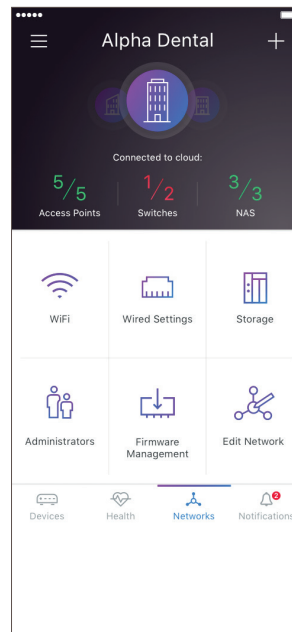 Alpha Dental
Connected to cloud:
5/5 1/2 3/3
Access Points Switches NAS
WiFi Wired Settings Storage
Administrators Firmware Management Edit Network
2
Devices Health Networks Notifications